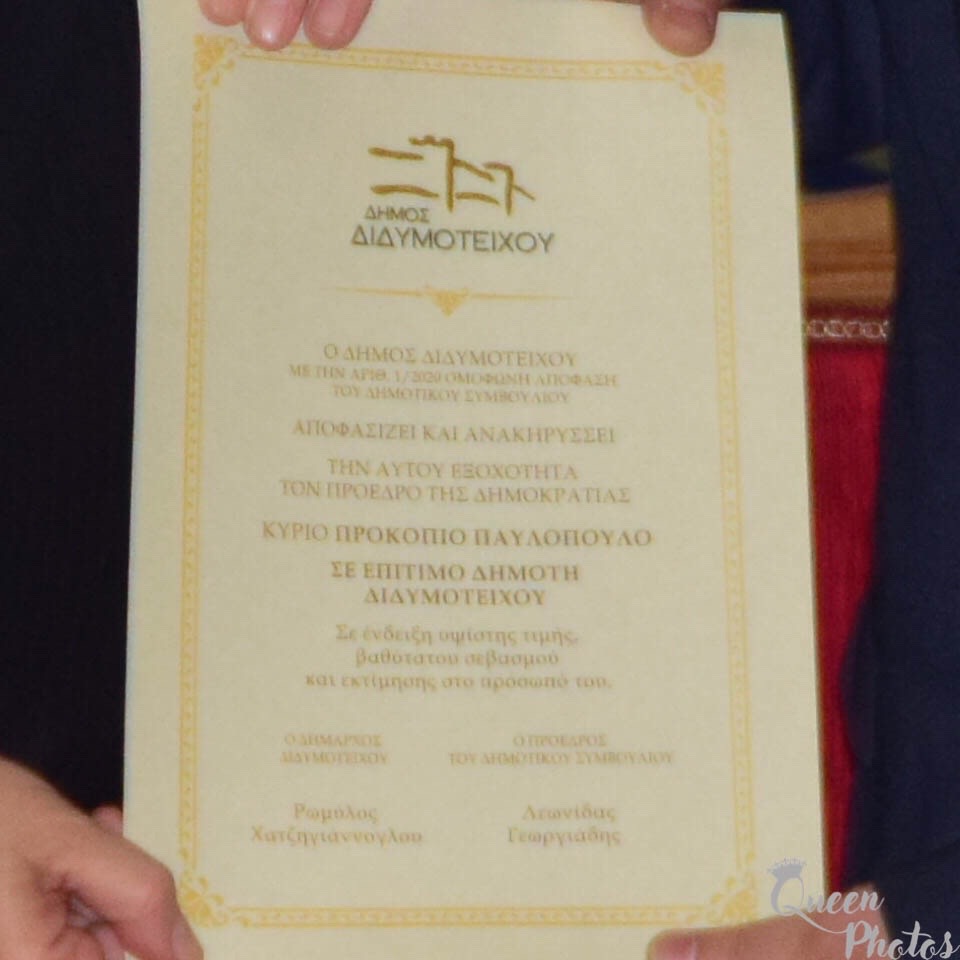 ΔΗΜΟΣ
ΔΙΔΥΜΟΤΕΙΧΟΥ
Ο ΔΗΜΟΣ ΔΙΔΥΜΟΤΕΙΧΟΥ
ΜΕ ΤΗΝ ΑΡΙΘ. 1/2020 ΟΜΟΦΩΝΗ ΑΠΟΦΑΣΗ
ΤΟΥ ΔΗΜΟΤΙΚΟΥ ΣΥΜΒΟΥΛΙΟΥ
ΑΠΟΦΑΣΙΖΕΙ ΚΑΙ ΑΝΑΚΗΡΥΣΣΕΙ
ΤΗΝ ΑΥΤΟΥ ΕΞΟΧΟΤΗΤΑ
ΤΟΝ ΠΡΟΕΔΡΟ ΤΗΣ ΔΗΜΟΚΡΑΤΙΑΣ
ΚΥΡΙΟ ΠΡΟΚΟΠΙΟ ΠΑΥΛΟΠΟΥΛΟ
ΣΕ ΕΠΙΤΙΜΟ ΔΗΜΟΤΗ
ΔΙΔΥΜΟΤΕΙΧΟΥ
Σε ένδειξη υψίστης τιμής,
βαθύτατου σεβασμού
και εκτίμησης στο πρόσωπό του.
Ο ΔΗΜΑΡΧΟΣ
ΔΙΔΥΜΟΤΕΙΧΟΥ
Ο ΠΡΟΕΔΡΟΣ
ΤΟΥ ΔΗΜΟΤΙΚΟΥ ΣΥΜΒΟΥΛΙΟΥ
Ρωμύλος
Χατζηγιάννογλου
Λεωνίδας
Γεωργιάδης
Queen
Photos